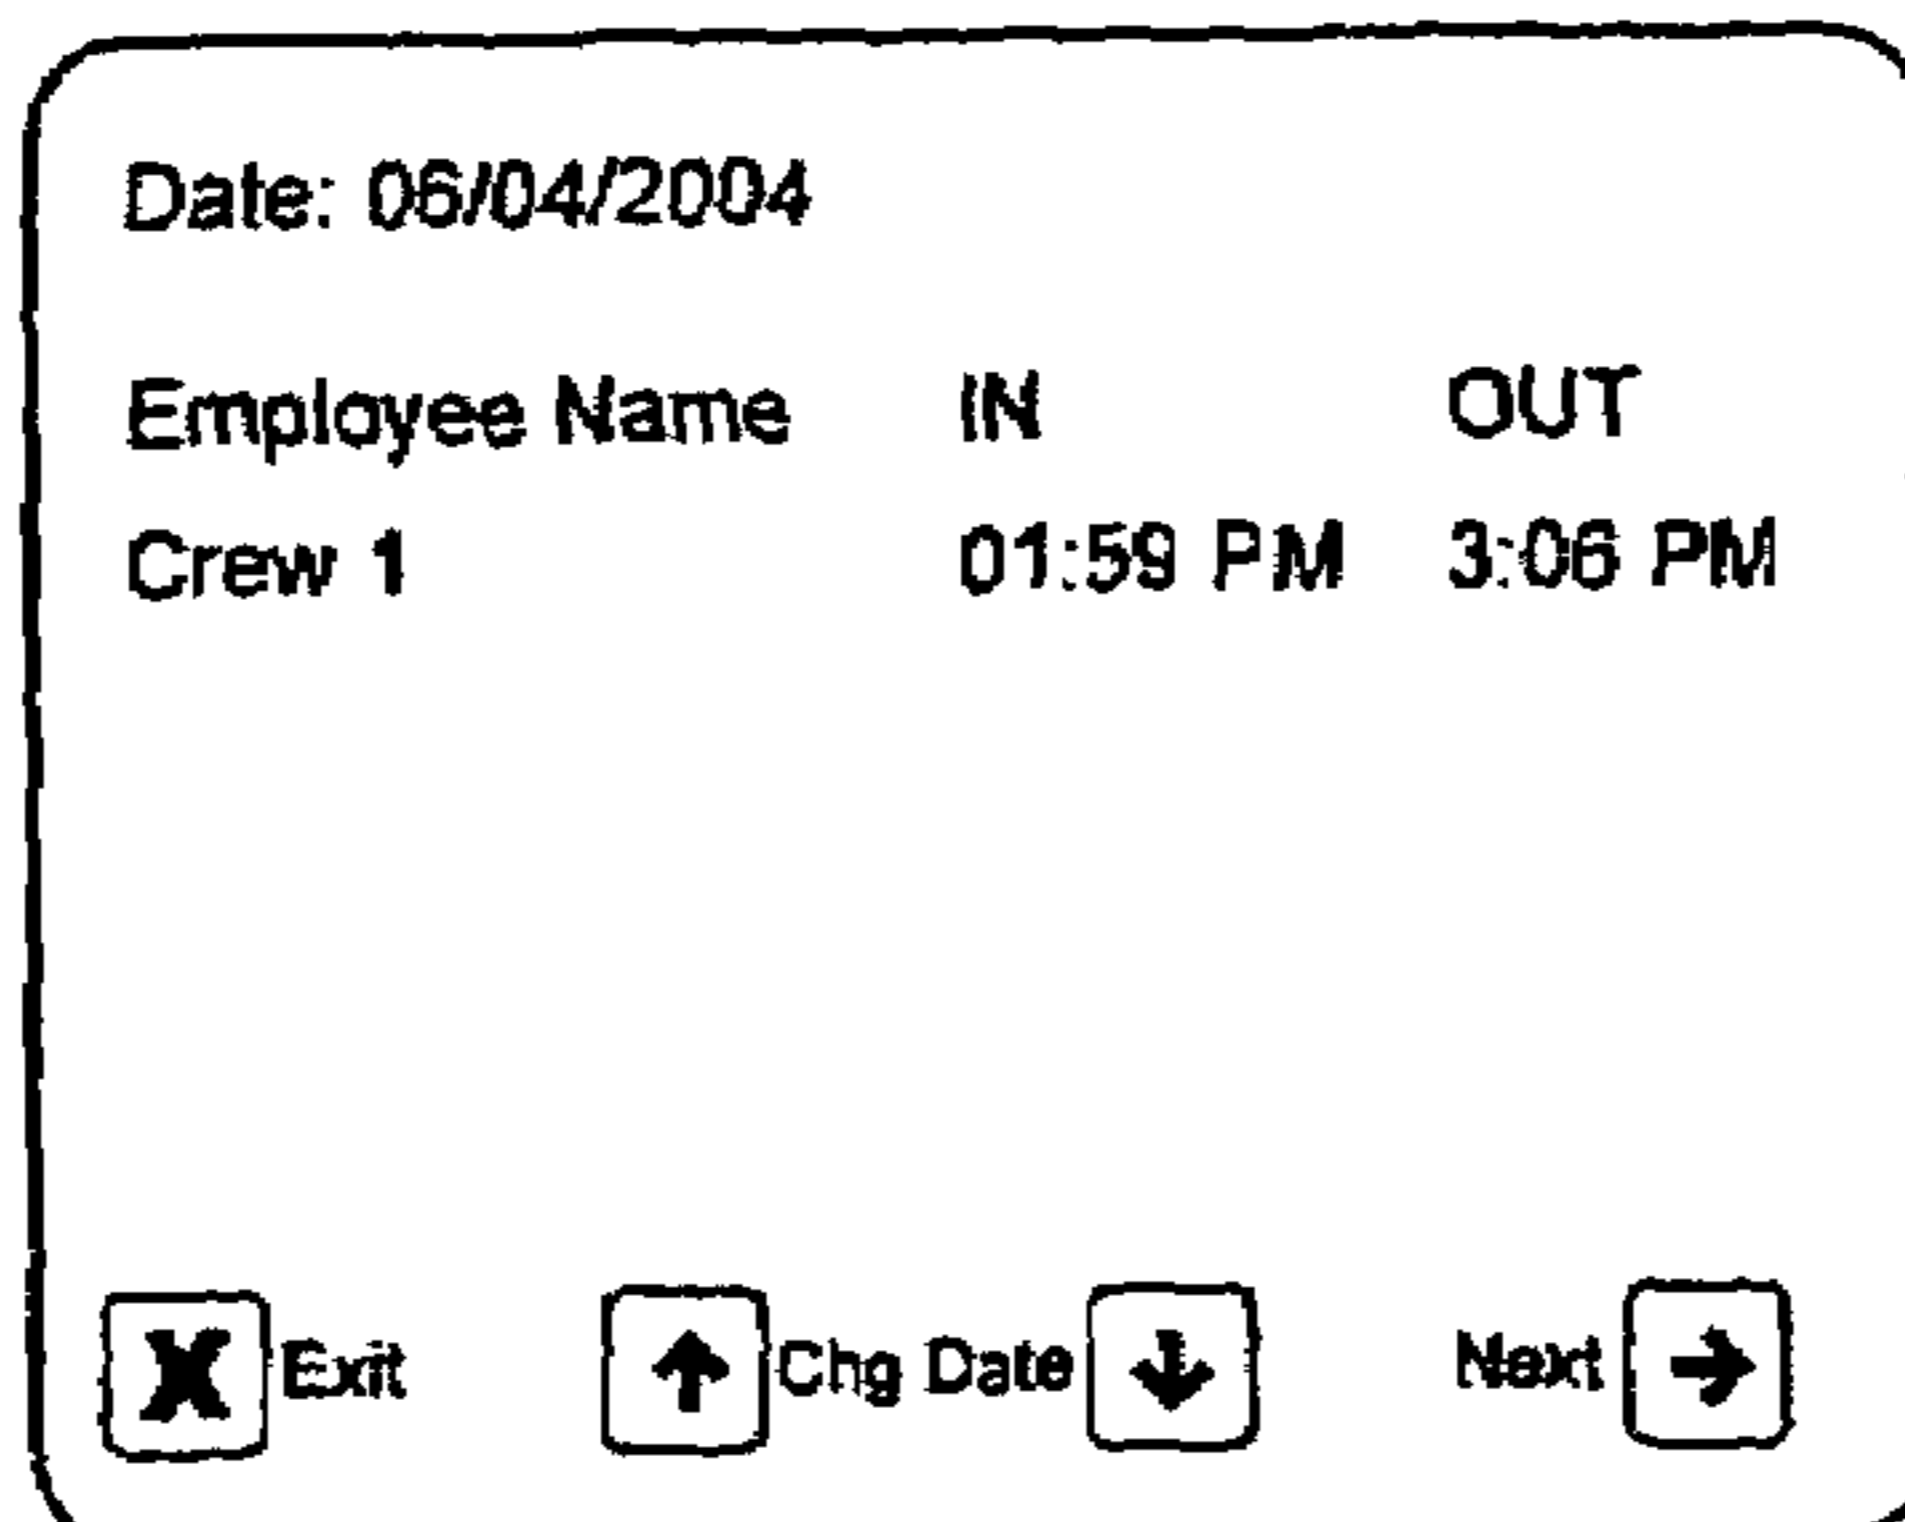 Date: 06/04/2004
Employee Name IN OUT
Crew 1 01:59 PM 3:06 PM
X Exit Chg Date Next